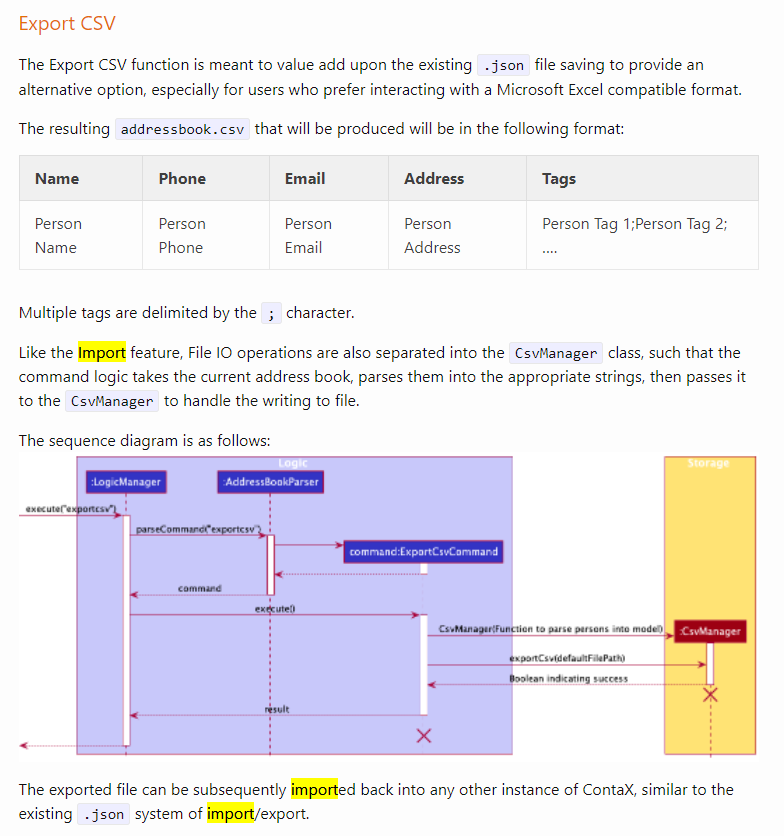 Export CSV
The Export CSV function is meant to value add upon the existing .json file saving to provide an
alternative option, especially for users who prefer interacting with a Microsoft Excel compatible format.
The resulting addressbook.csv that will be produced will be in the following format:
Name Phone Email Address Tags
Person Person Person Person Person Tag 1;Person Tag 2;
Name Phone Email Address ....
Multiple tags are delimited by the ; character.
Like the Import feature, File IO operations are also separated into the CsvManager class, such that the
command logic takes the current address book, parses them into the appropriate strings, then passes it
to the CsvManager to handle the writing to file.
The sequence diagram is as follows:
Logic Storage
:LogicManager :AddressBookParser
execute("exportcsv")
parseCommand("exportcsv")
command:ExportCsvCommand
command
execute()
CsvManager(Function to parse persons into model) :CsvManager
exportCsv(defaultFilePath)
Boolean indicating success
result
The exported file can be subsequently imported back into any other instance of ContaX, similar to the
existing .json system of import/export.